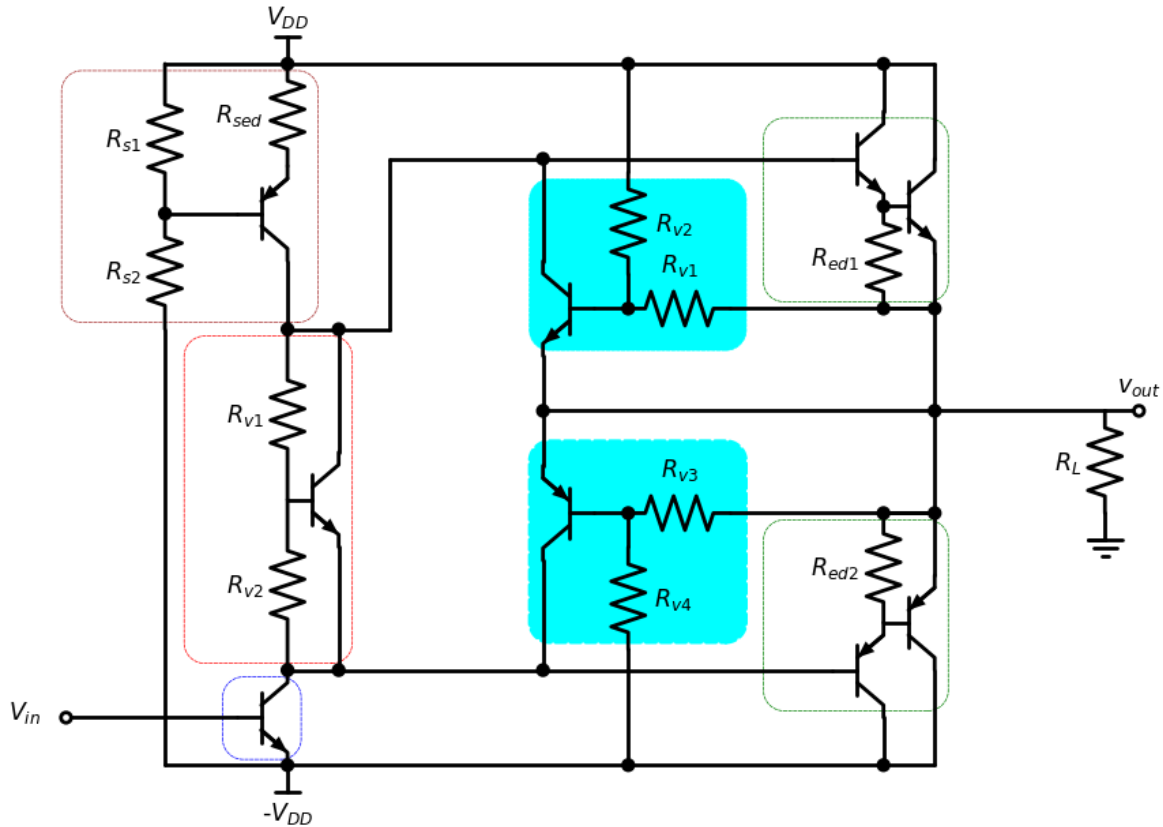 V_DD
R_sed
R_s1
R_s2
R_v2
R_v1
R_ed1
R_v1
R_v2
v_out
R_L
R_v3
R_v4
R_ed2
V_in
-V_DD